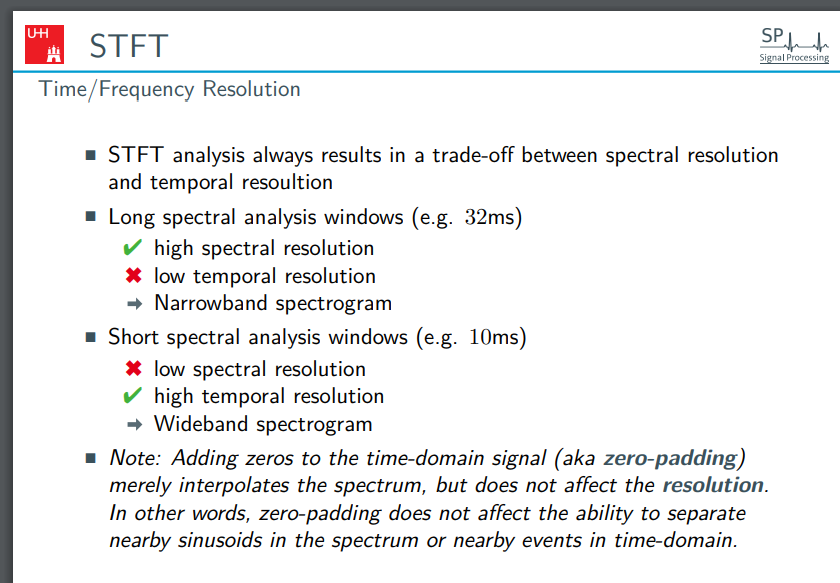 UHH
STFT
SP
Signal Processing
Time/Frequency Resolution
■ STFT analysis always results in a trade-off between spectral resolution
and temporal resoultion
■ Long spectral analysis windows (e.g. 32ms)
✔ high spectral resolution
✖ low temporal resolution
➡ Narrowband spectrogram
■ Short spectral analysis windows (e.g. 10ms)
✖ low spectral resolution
✔ high temporal resolution
➡ Wideband spectrogram
■ Note: Adding zeros to the time-domain signal (aka zero-padding)
merely interpolates the spectrum, but does not affect the resolution.
In other words, zero-padding does not affect the ability to separate
nearby sinusoids in the spectrum or nearby events in time-domain.